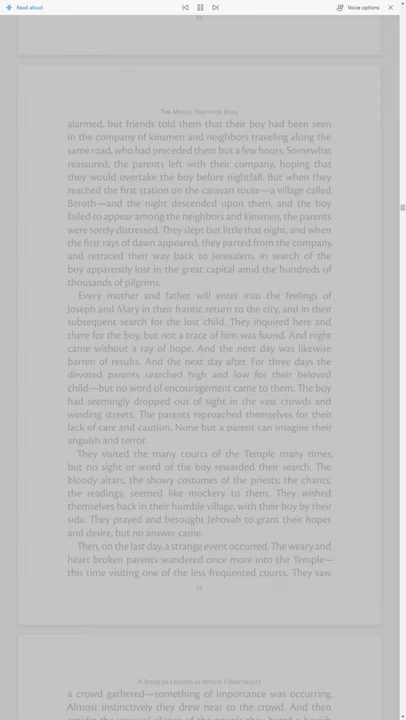 Read aloud
Voice options
The Mystic Youth of Jesus
alarmed, but friends told them that their boy had been seen
in the company of kinsmen and neighbors traveling along the
same road, who had preceded them but a few hours. Somewhat
reassured, the parents left with their company, hoping that
they would overtake the boy before nightfall. But when they
reached the first station on the caravan route—a village called
Beroth—and the night descended upon them, and the boy
failed to appear among the neighbors and kinsmen, the parents
were sorely distressed. They slept but little that night, and when
the first rays of dawn appeared, they parted from the company,
and retraced their way back to Jerusalem, in search of the
boy apparently lost in the great capital amid the hundreds of
thousands of pilgrims.
Every mother and father will enter into the feelings of
Joseph and Mary in their frantic return to the city, and in their
subsequent search for the lost child. They inquired here and
there for the boy, but not a trace of him was found. And night
came without a ray of hope. And the next day was likewise
barren of results. And the next day after. For three days the
devoted parents searched high and low for their beloved
child—but no word of encouragement came to them. The boy
had seemingly dropped out of sight in the vast crowds and
winding streets. The parents reproached themselves for their
lack of care and caution. None but a parent can imagine their
anguish and terror.
They visited the many courts of the Temple many times,
but no sight or word of the boy rewarded their search. The
bloody altars. the showy costumes of the priests; the chants;
the readings; seemed like mockery to them. They wished
themselves back in their humble village, with their boy by their
side. They prayed and besought Jehovah to grant their hopes
and desire, but no answer came.
Then, on the last day, a strange event occurred. The weary and
heart broken parents wandered once more into the Temple—
this time visiting one of the less frequented courts. They saw
A Series of Lessons in Mystic Christianity
a crowd gathered—something of importance was occurring.
Almost instinctively they drew near to the crowd. And then